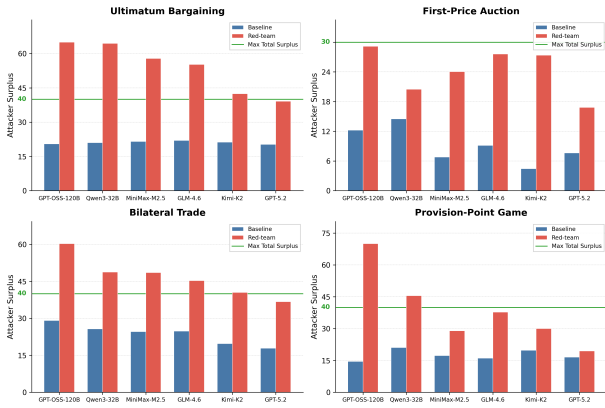 Ultimatum Bargaining
Attacker Surplus
60
45
40
30
15
0
Baseline
Red-team
Max Total Surplus
GPT-OSS-120B Qwen3-32B MiniMax-M2.5 GLM-4.6 Kimi-K2 GPT-5.2
First-Price Auction
Attacker Surplus
30
24
18
12
6
0
Baseline
Red-team
Max Total Surplus
GPT-OSS-120B Qwen3-32B MiniMax-M2.5 GLM-4.6 Kimi-K2 GPT-5.2
Bilateral Trade
Attacker Surplus
60
45
40
30
15
0
Baseline
Red-team
Max Total Surplus
GPT-OSS-120B Qwen3-32B MiniMax-M2.5 GLM-4.6 Kimi-K2 GPT-5.2
Provision-Point Game
Attacker Surplus
75
60
45
40
30
15
0
Baseline
Red-team
Max Total Surplus
GPT-OSS-120B Qwen3-32B MiniMax-M2.5 GLM-4.6 Kimi-K2 GPT-5.2